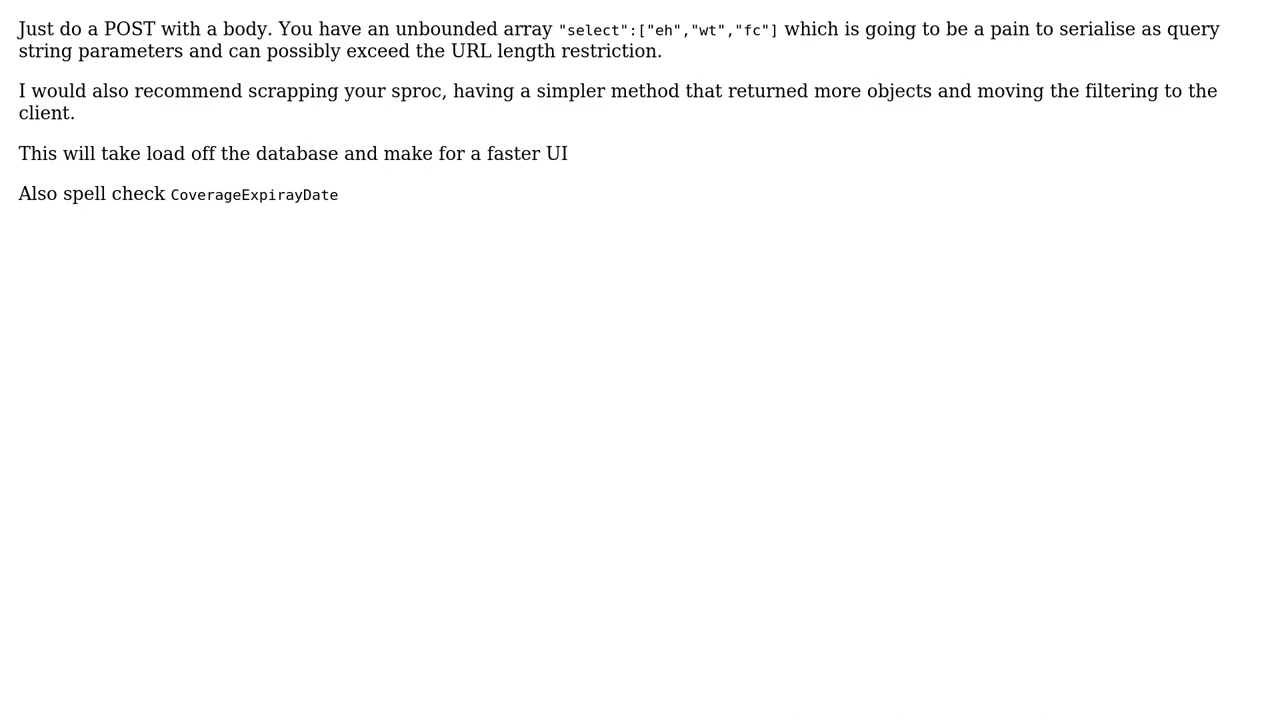 Just do a POST with a body. You have an unbounded array "select":["eh","wt","fc"] which is going to be a pain to serialise as query
string parameters and can possibly exceed the URL length restriction.
I would also recommend scrapping your sproc, having a simpler method that returned more objects and moving the filtering to the
client.
This will take load off the database and make for a faster UI
Also spell check CoverageExpirayDate